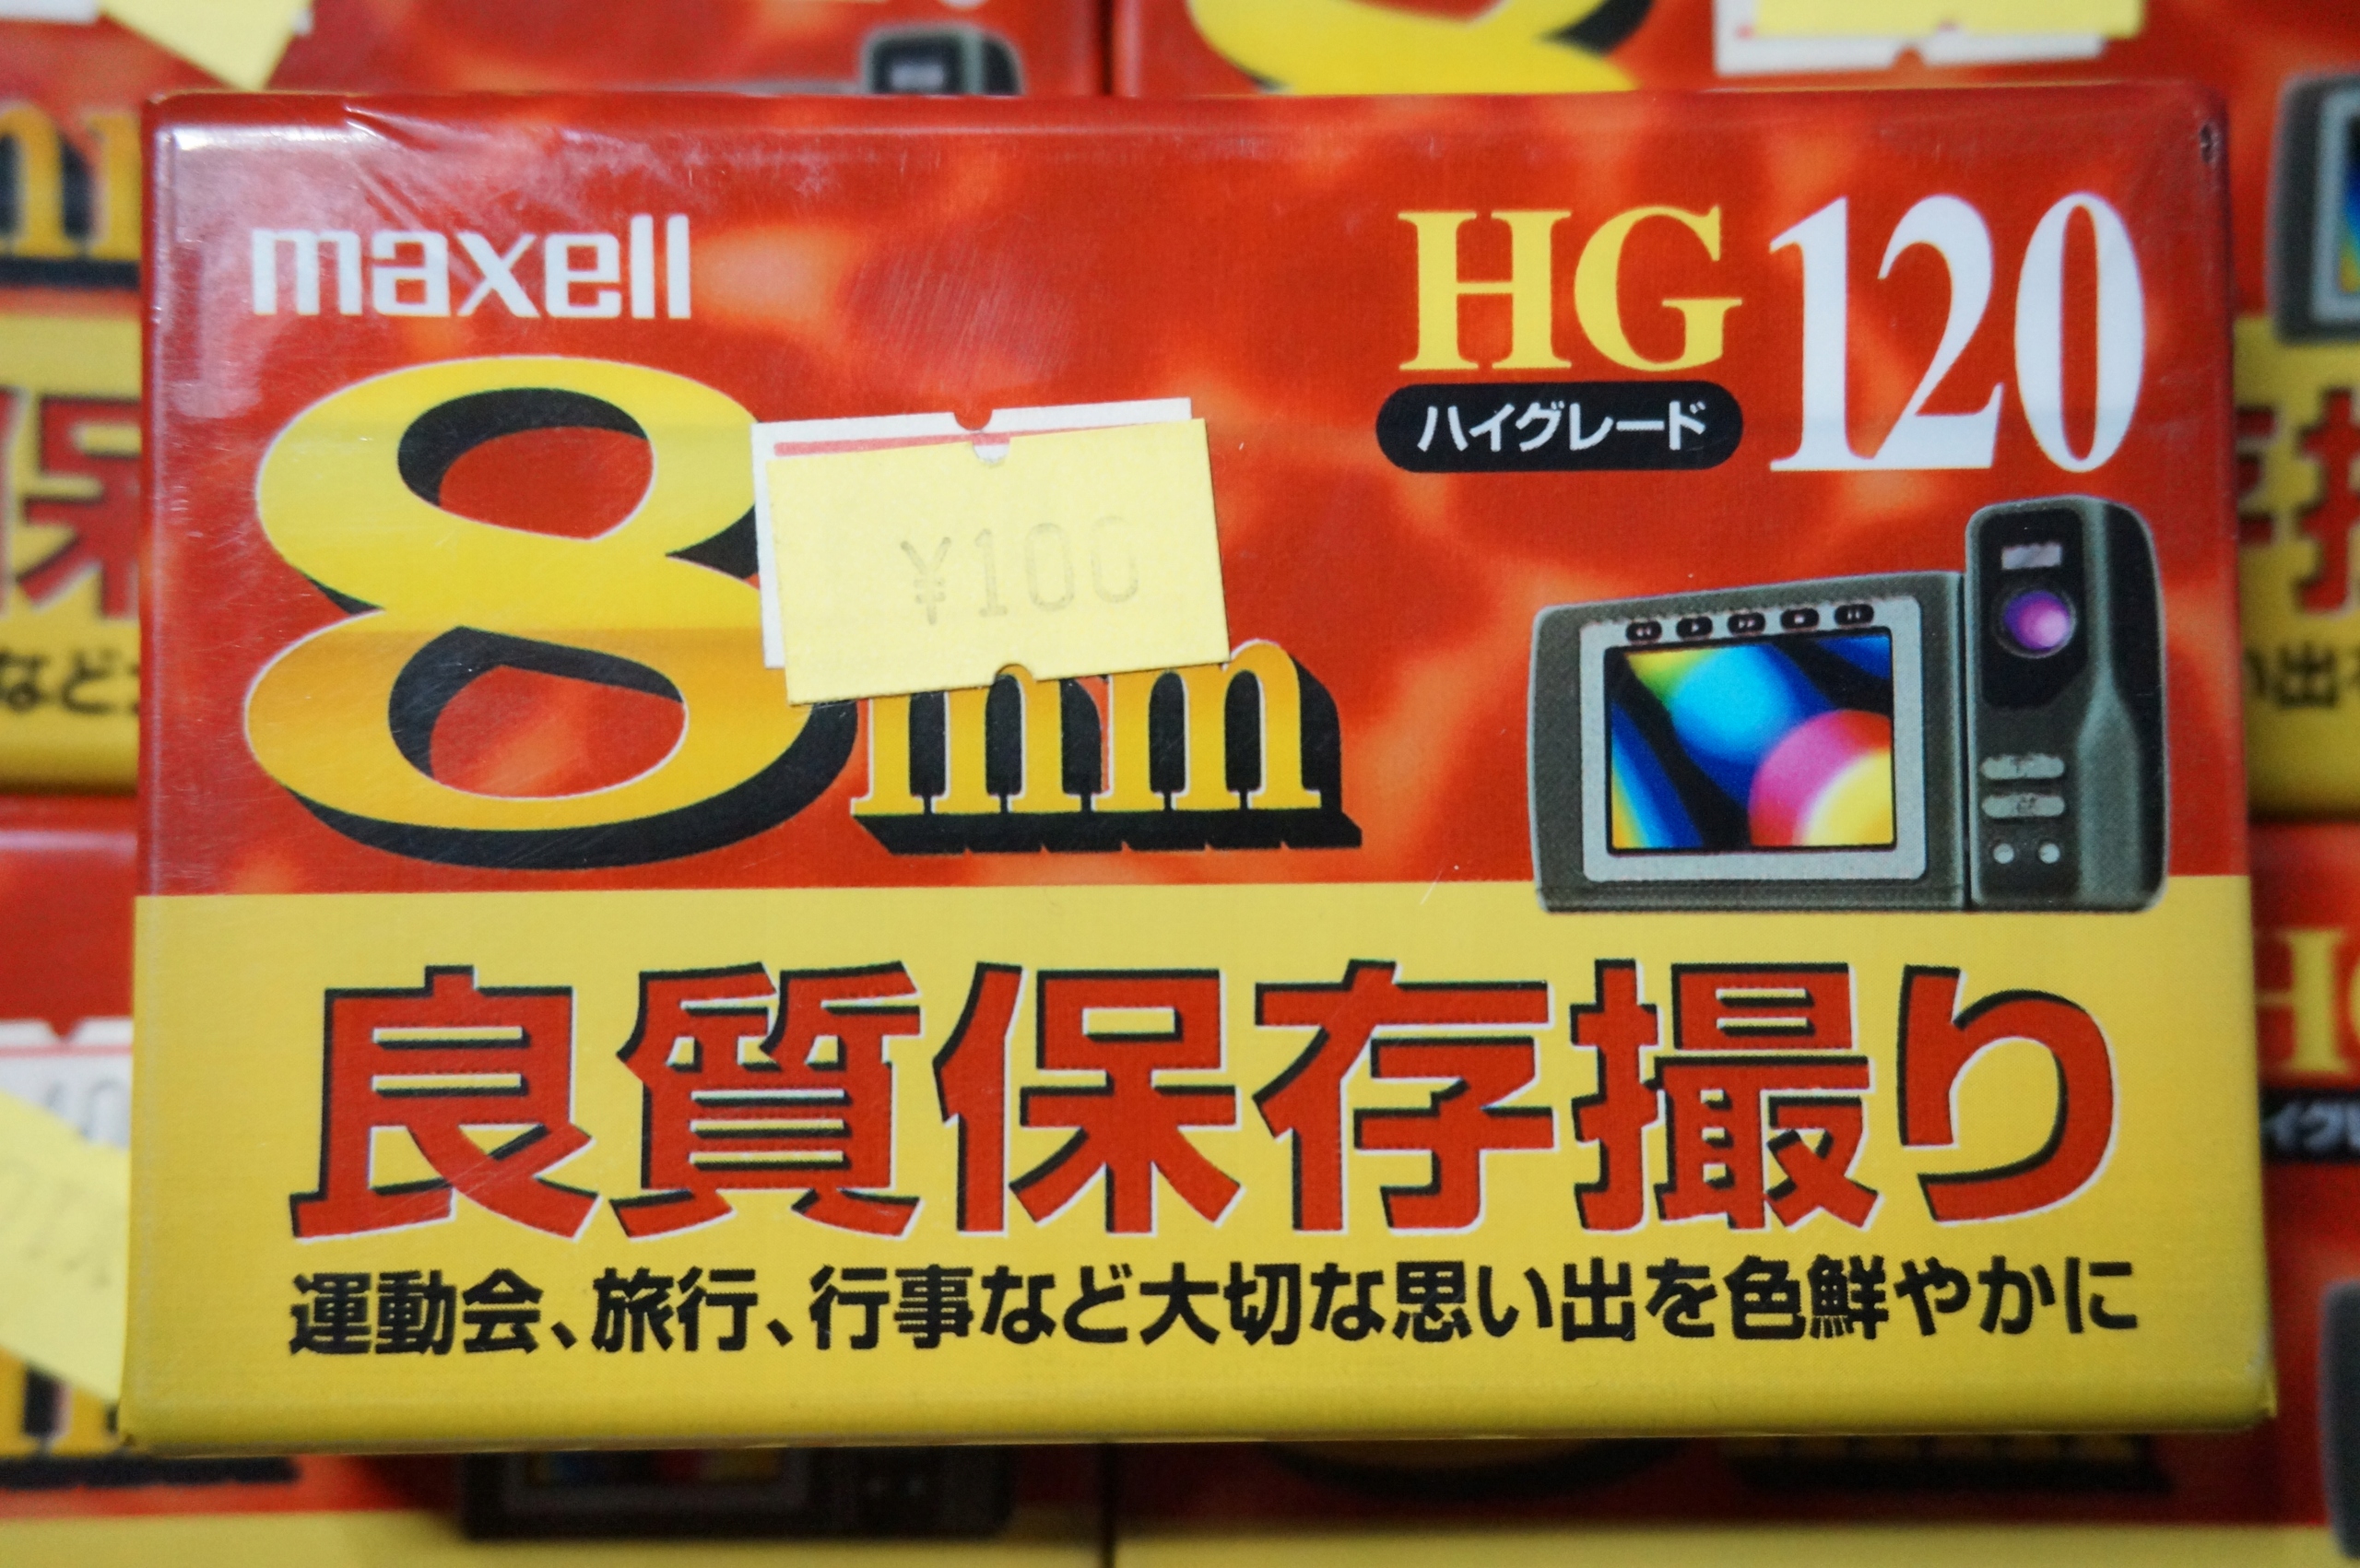 maxell
HG 120
ハイグレード
8mm
¥100
良質保存撮り
運動会、旅行、行事など大切な思い出を色鮮やかに